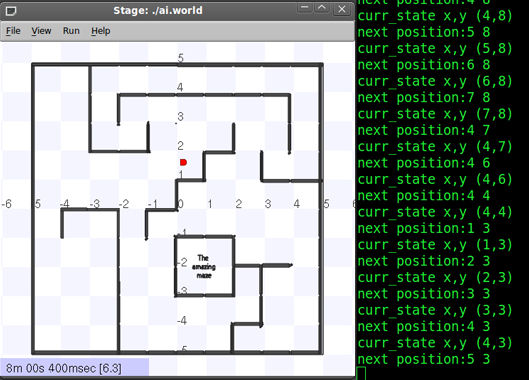 Stage: ./ai.world
File View Run Help
5
4
3
2
1
-6 5 -4 -3 -2 -1 0 1 2 3 4 5 6
-1
-2
The
amazing
maze
-3
-4
5
8m 00s 400msec [6.3]
next position:4 8
curr_state x,y (4,8)
next position:5 8
curr_state x,y (5,8)
next position:6 8
curr_state x,y (6,8)
next position:7 8
curr_state x,y (7,8)
next position:4 7
curr_state x,y (4,7)
next position:4 6
curr_state x,y (4,6)
next position:4 4
curr_state x,y (4,4)
next position:1 3
curr_state x,y (1,3)
next position:2 3
curr_state x,y (2,3)
next position:3 3
curr_state x,y (3,3)
next position:4 3
curr_state x,y (4,3)
next position:5 3